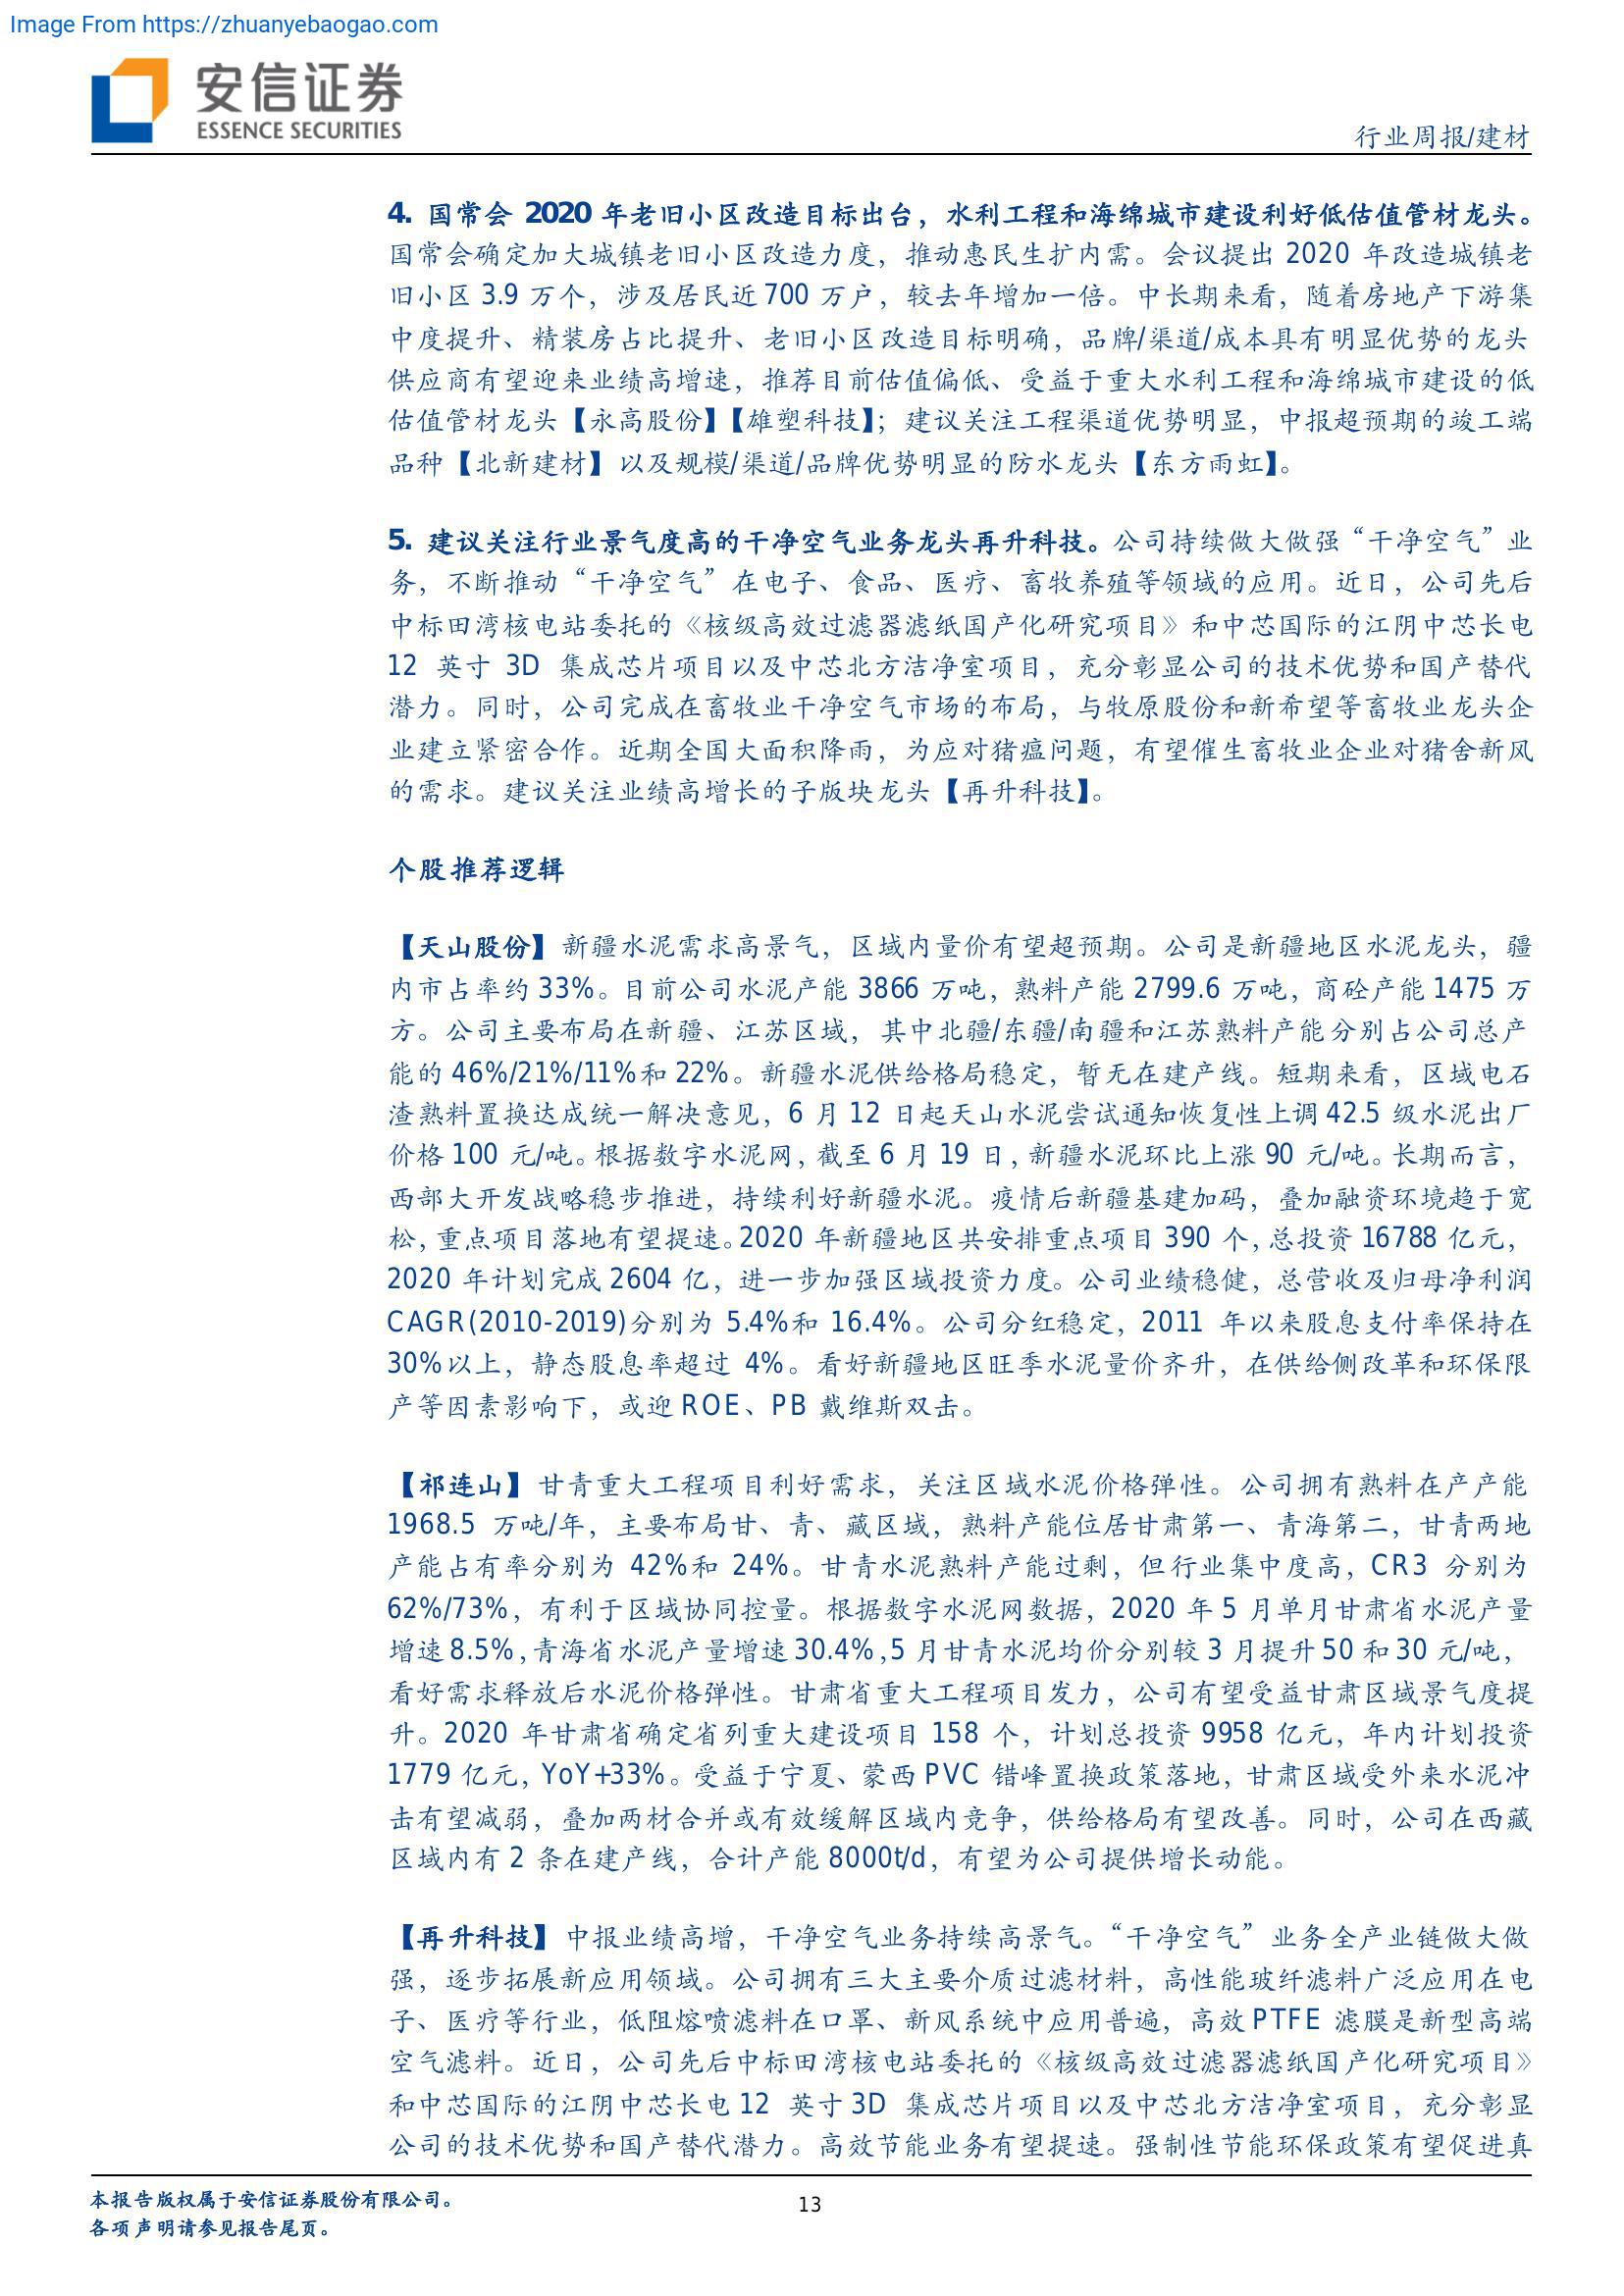 Image From https://zhuanyebaogao.com
安信证券
ESSENCE SECURITIES
行业周报/建材
4. 国常会 2020 年老旧小区改造目标出台，水利工程和海绵城市建设利好低估值管材龙头。
国常会确定加大城镇老旧小区改造力度，推动惠民生扩内需。会议提出 2020 年改造城镇老
旧小区 3.9 万个，涉及居民近 700 万户，较去年增加一倍。中长期来看，随着房地产下游集
中度提升、精装房占比提升、老旧小区改造目标明确，品牌/渠道/成本具有明显优势的龙头
供应商有望迎来业绩高增速，推荐目前估值偏低、受益于重大水利工程和海绵城市建设的低
估值管材龙头【永高股份】【雄塑科技】；建议关注工程渠道优势明显，中报超预期的竣工端
品种【北新建材】以及规模/渠道/品牌优势明显的防水龙头【东方雨虹】。
5. 建议关注行业景气度高的干净空气业务龙头再升科技。公司持续做大做强“干净空气”业
务，不断推动“干净空气”在电子、食品、医疗、畜牧养殖等领域的应用。近日，公司先后
中标田湾核电站委托的《核级高效过滤器滤纸国产化研究项目》和中芯国际的江阴中芯长电
12 英寸 3D 集成芯片项目以及中芯北方洁净室项目，充分彰显公司的技术优势和国产替代
潜力。同时，公司完成在畜牧业干净空气市场的布局，与牧原股份和新希望等畜牧业龙头企
业建立紧密合作。近期全国大面积降雨，为应对猪瘟问题，有望催生畜牧业企业对猪舍新风
的需求。建议关注业绩高增长的子版块龙头【再升科技】。
个股推荐逻辑
【天山股份】新疆水泥需求高景气，区域内量价有望超预期。公司是新疆地区水泥龙头，疆
内市占率约 33%。目前公司水泥产能 3866 万吨，熟料产能 2799.6 万吨，商砼产能 1475 万
方。公司主要布局在新疆、江苏区域，其中北疆/东疆/南疆和江苏熟料产能分别占公司总产
能的 46%/21%/11%和 22%。新疆水泥供给格局稳定，暂无在建产线。短期来看，区域电石
渣熟料置换达成统一解决意见，6 月 12 日起天山水泥尝试通知恢复性上调 42.5 级水泥出厂
价格 100 元/吨。根据数字水泥网，截至 6 月 19 日，新疆水泥环比上涨 90 元/吨。长期而言，
西部大开发战略稳步推进，持续利好新疆水泥。疫情后新疆基建加码，叠加融资环境趋于宽
松，重点项目落地有望提速。2020 年新疆地区共安排重点项目 390 个，总投资 16788 亿元，
2020 年计划完成 2604 亿，进一步加强区域投资力度。公司业绩稳健，总营收及归母净利润
CAGR(2010-2019)分别为 5.4%和 16.4%。公司分红稳定，2011 年以来股息支付率保持在
30%以上，静态股息率超过 4%。看好新疆地区旺季水泥量价齐升，在供给侧改革和环保限
产等因素影响下，或迎 ROE、PB 戴维斯双击。
【祁连山】甘青重大工程项目利好需求，关注区域水泥价格弹性。公司拥有熟料在产产能
1968.5 万吨/年，主要布局甘、青、藏区域，熟料产能位居甘肃第一、青海第二，甘青两地
产能占有率分别为 42%和 24%。甘青水泥熟料产能过剩，但行业集中度高，CR3 分别为
62%/73%，有利于区域协同控量。根据数字水泥网数据，2020 年 5 月单月甘肃省水泥产量
增速 8.5%，青海省水泥产量增速 30.4%，5 月甘青水泥均价分别较 3 月提升 50 和 30 元/吨，
看好需求释放后水泥价格弹性。甘肃省重大工程项目发力，公司有望受益甘肃区域景气度提
升。2020 年甘肃省确定省列重大建设项目 158 个，计划总投资 9958 亿元，年内计划投资
1779 亿元，YoY+33%。受益于宁夏、蒙西 PVC 错峰置换政策落地，甘肃区域受外来水泥冲
击有望减弱，叠加两材合并或有效缓解区域内竞争，供给格局有望改善。同时，公司在西藏
区域内有 2 条在建产线，合计产能 8000t/d，有望为公司提供增长动能。
【再升科技】中报业绩高增，干净空气业务持续高景气。“干净空气”业务全产业链做大做
强，逐步拓展新应用领域。公司拥有三大主要介质过滤材料，高性能玻纤滤料广泛应用在电
子、医疗等行业，低阻熔喷滤料在口罩、新风系统中应用普遍，高效 PTFE 滤膜是新型高端
空气滤料。近日，公司先后中标田湾核电站委托的《核级高效过滤器滤纸国产化研究项目》
和中芯国际的江阴中芯长电 12 英寸 3D 集成芯片项目以及中芯北方洁净室项目，充分彰显
公司的技术优势和国产替代潜力。高效节能业务有望提速。强制性节能环保政策有望促进真
本报告版权属于安信证券股份有限公司。
13
各项声明请参见报告尾页。